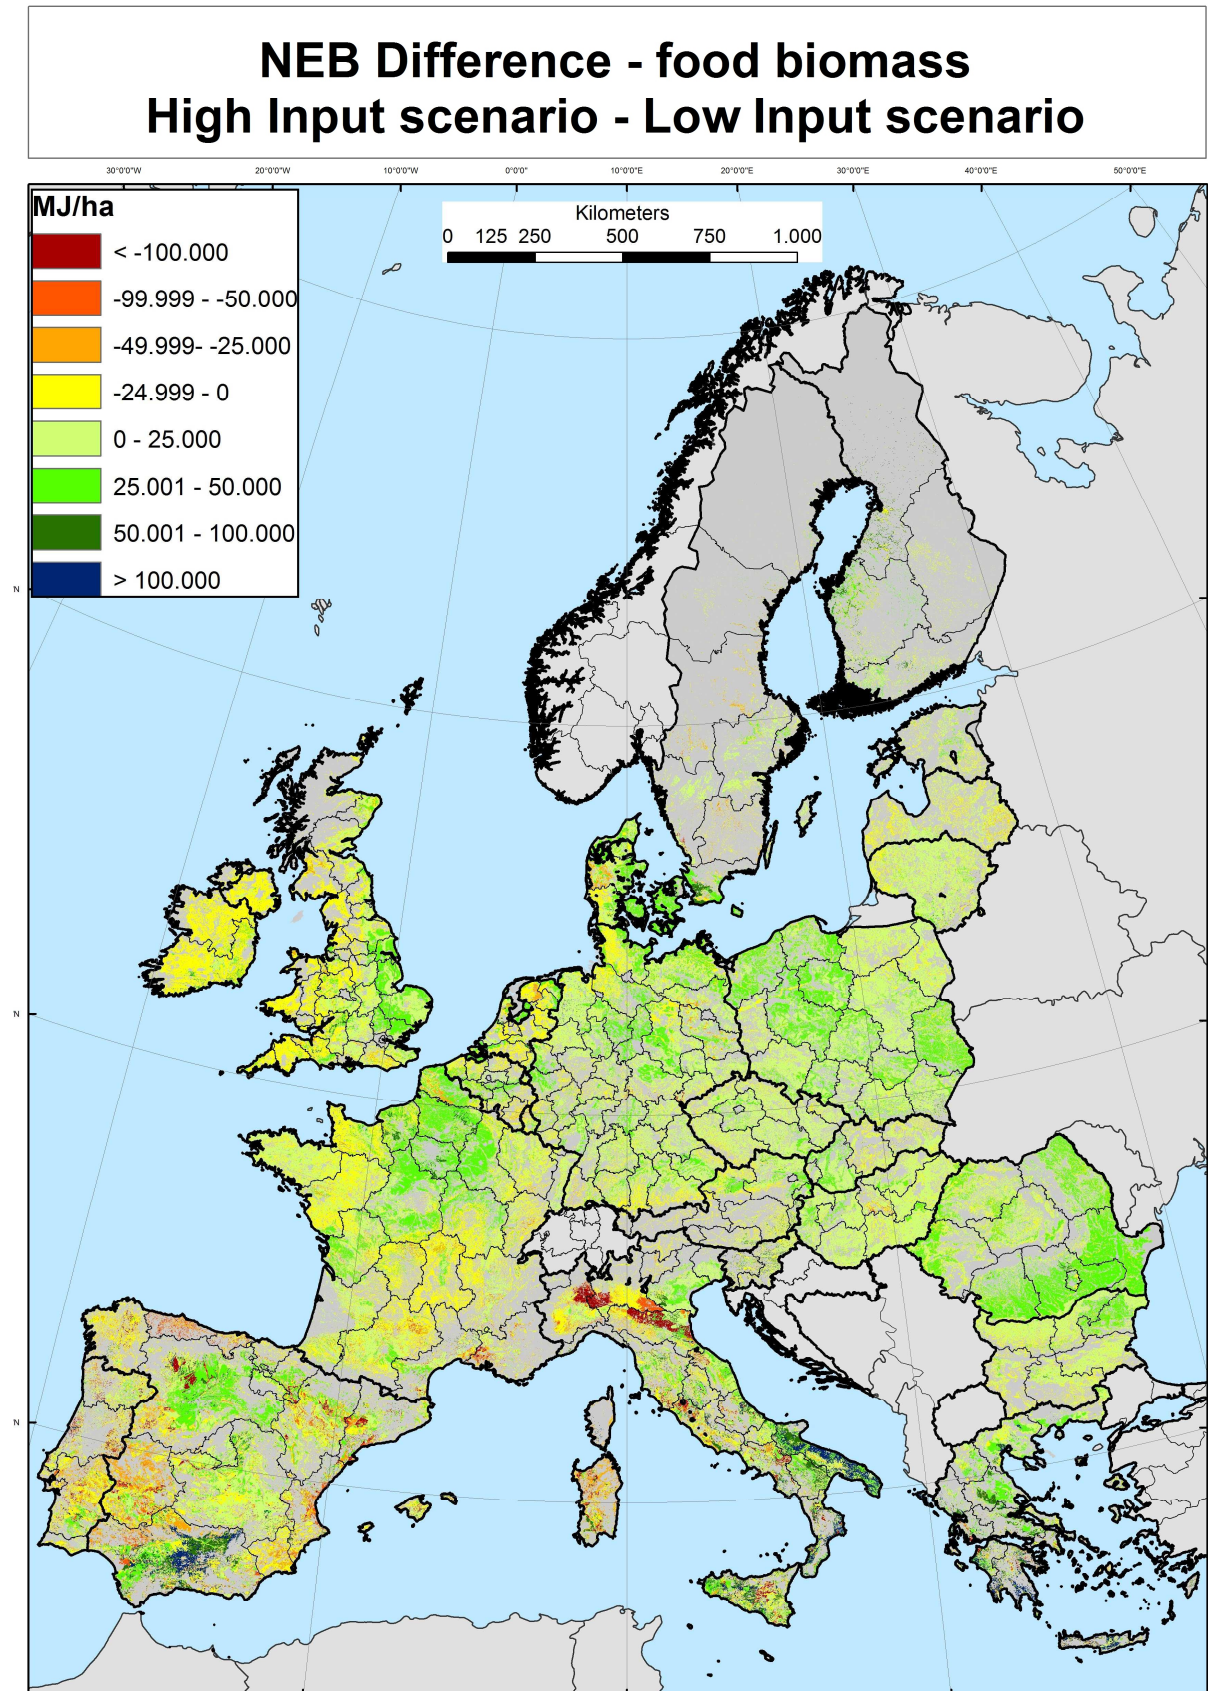 NEB Difference - food biomass
High Input scenario - Low Input scenario
30°0'0"W 20°0'0"W 10°0'0"W 0°0'0" 10°0'0"E 20°0'0"E 30°0'0"E 40°0'0"E 50°0'0"E
MJ/ha
< -100.000
-99.999 - -50.000
-49.999- -25.000
-24.999 - 0
0 - 25.000
25.001 - 50.000
50.001 - 100.000
> 100.000
Kilometers
0 125 250 500 750 1.000
N
N
N